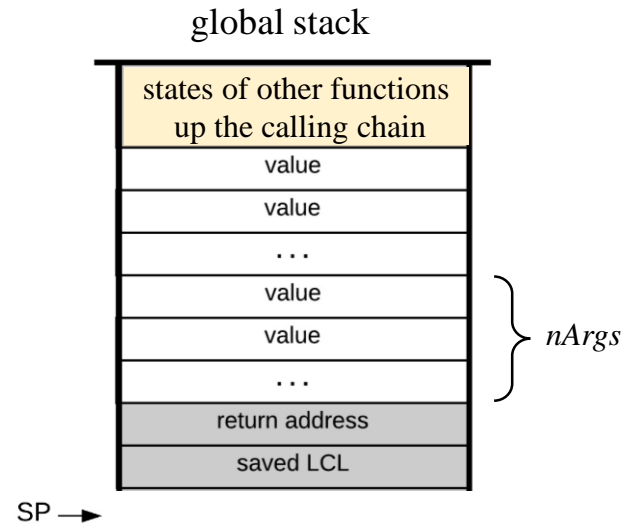 global stack
states of other functions
up the calling chain
value
value
...
value
value
...
nArgs
return address
saved LCL
SP